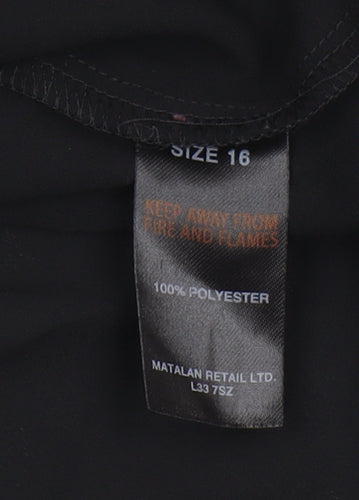 SIZE 16
KEEP AWAY FROM
FIRE AND FLAMES
100% POLYESTER
MATALAN RETAIL LTD.
L33 7SZ